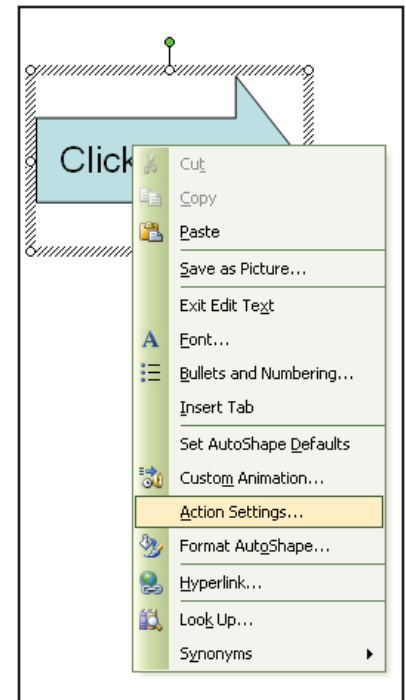 Click
Cut
Copy
Paste
Save as Picture...
Exit Edit Text
Font...
Bullets and Numbering...
Insert Tab
Set AutoShape Defaults
Custom Animation...
Action Settings...
Format AutoShape...
Hyperlink...
Look Up...
Synonyms